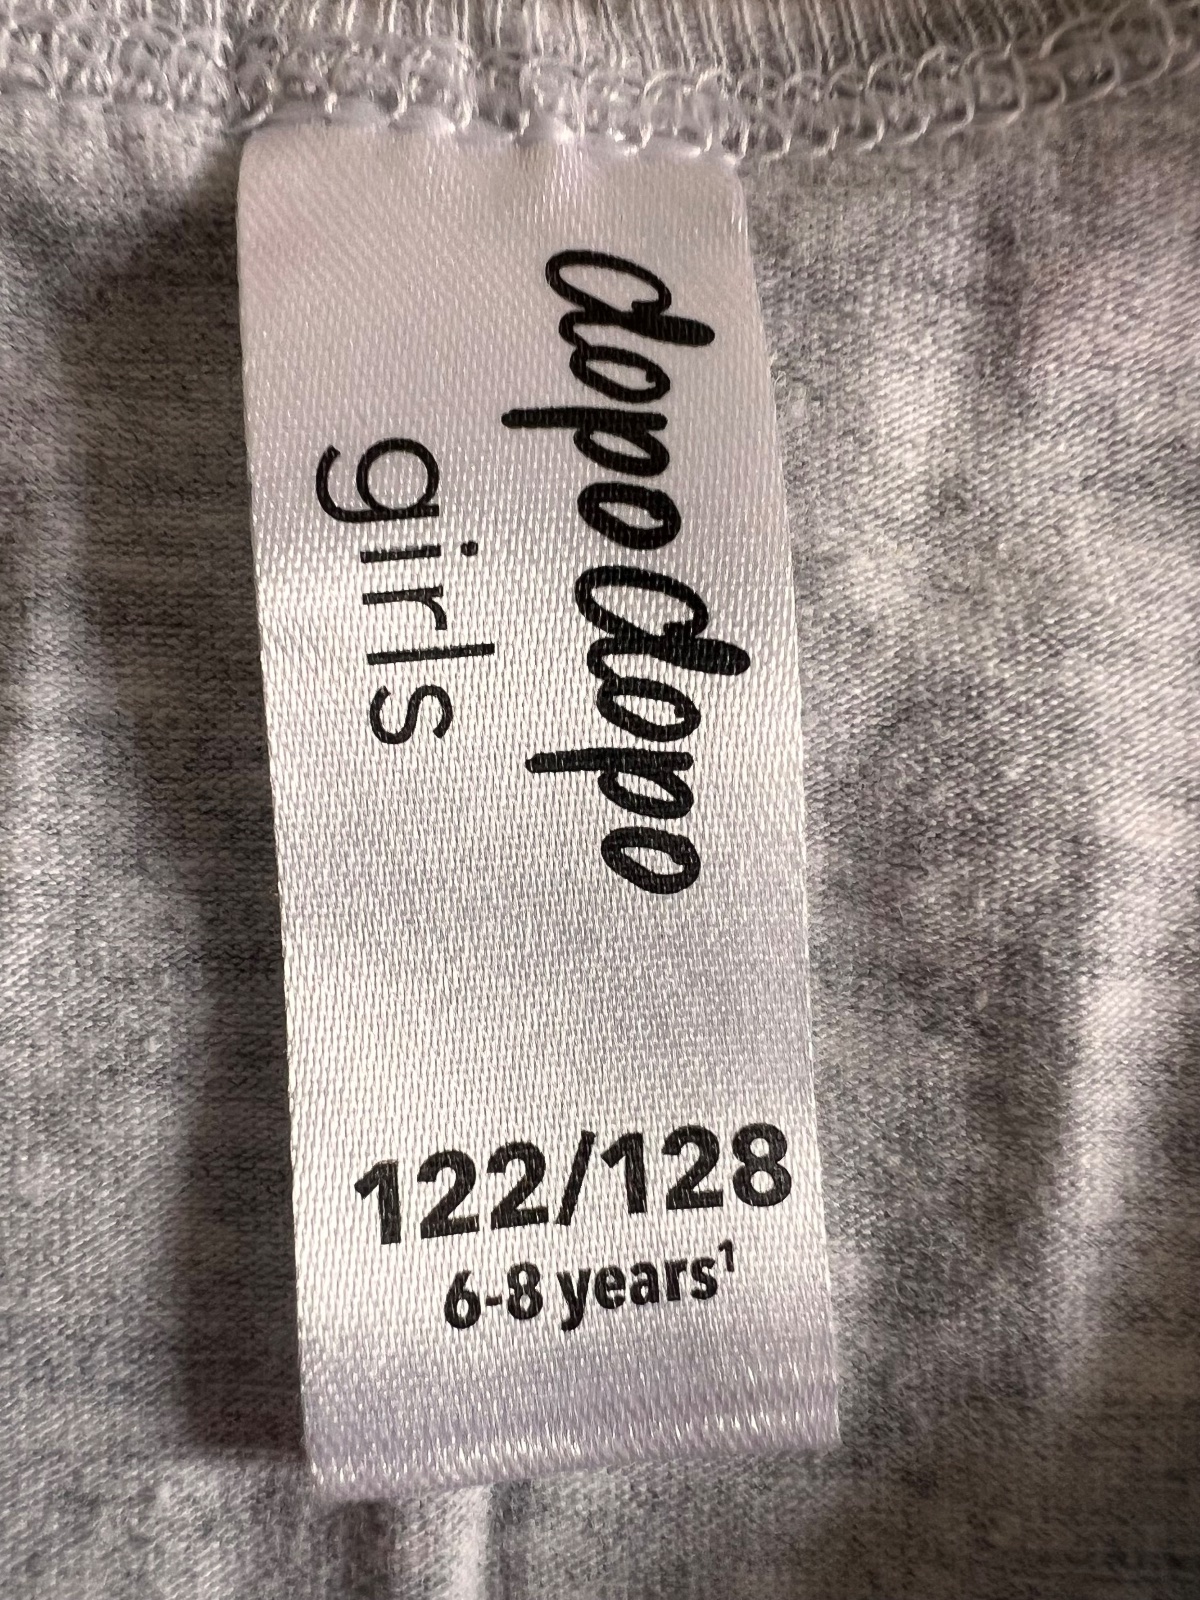 dopodopo
girls
122/128
6-8 years¹